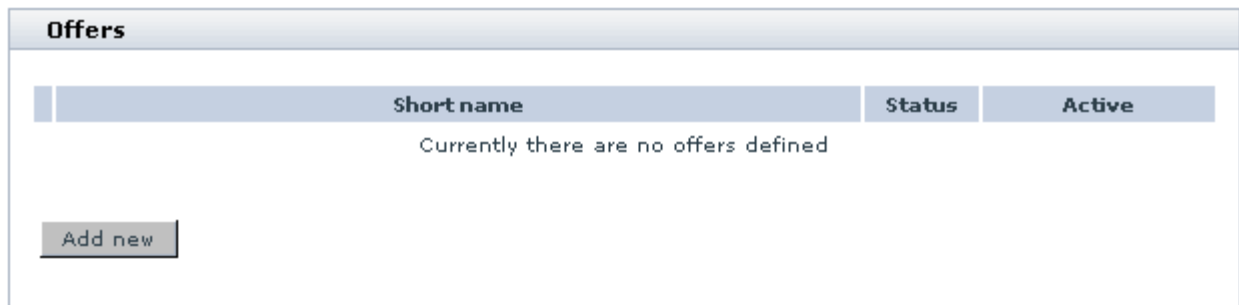 Offers
Short name Status Active
Currently there are no offers defined
Add new